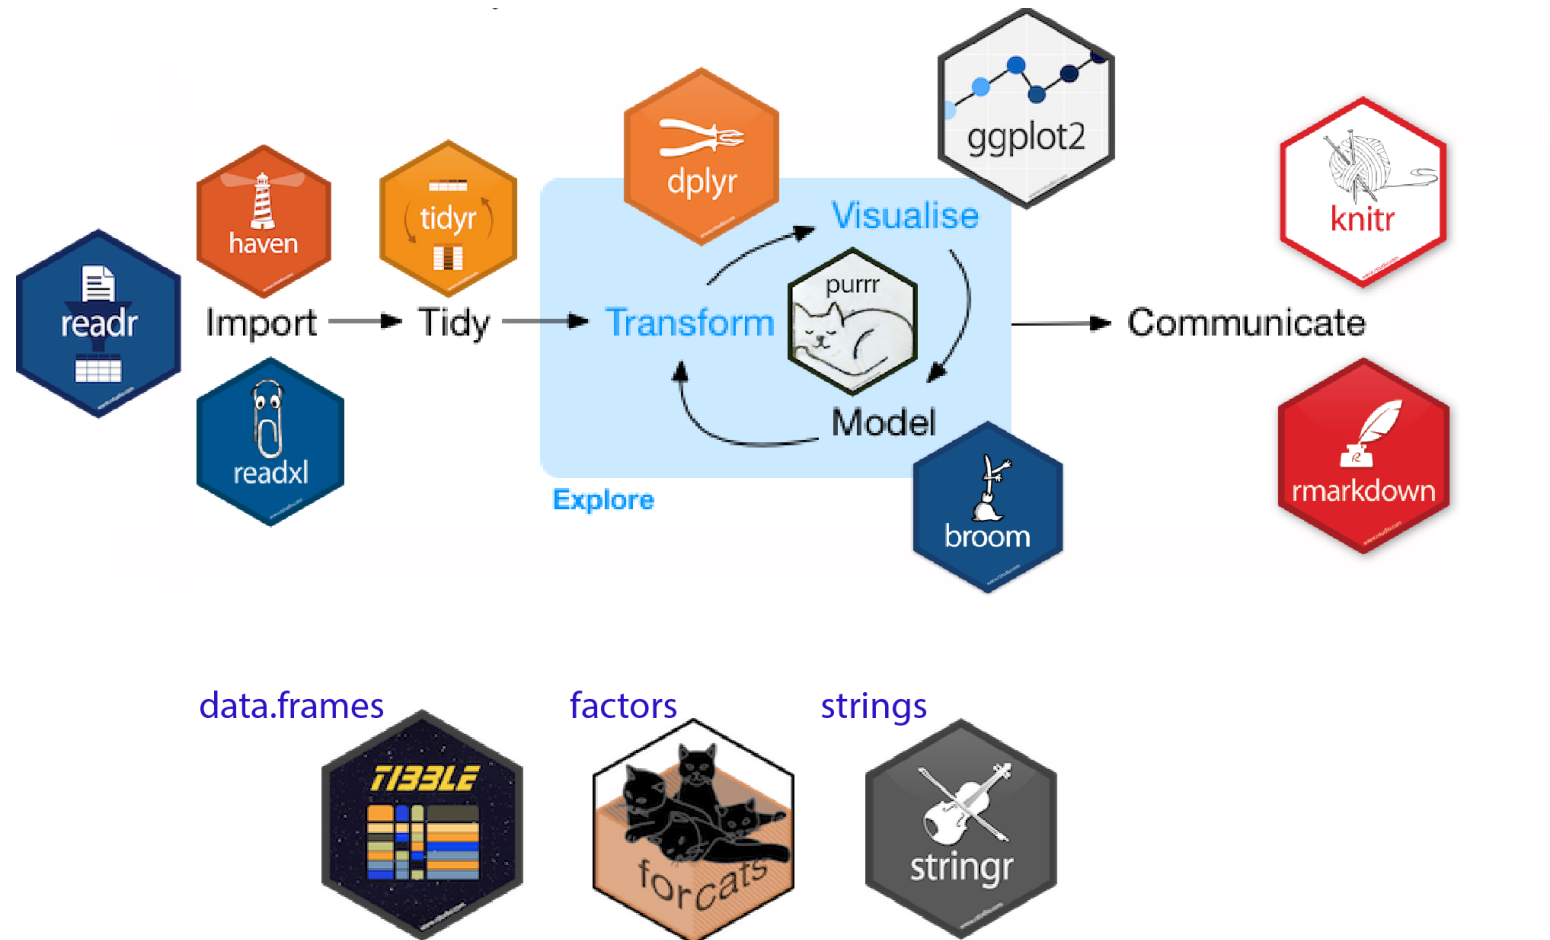 ggplot2
dplyr
Visualise
knitr
haven
tidyr
readr
Import
Tidy
Transform
purrr
Communicate
Model
readxl
Explore
broom
rmarkdown
data.frames
factors
strings
TIBBLE
forcats
stringr